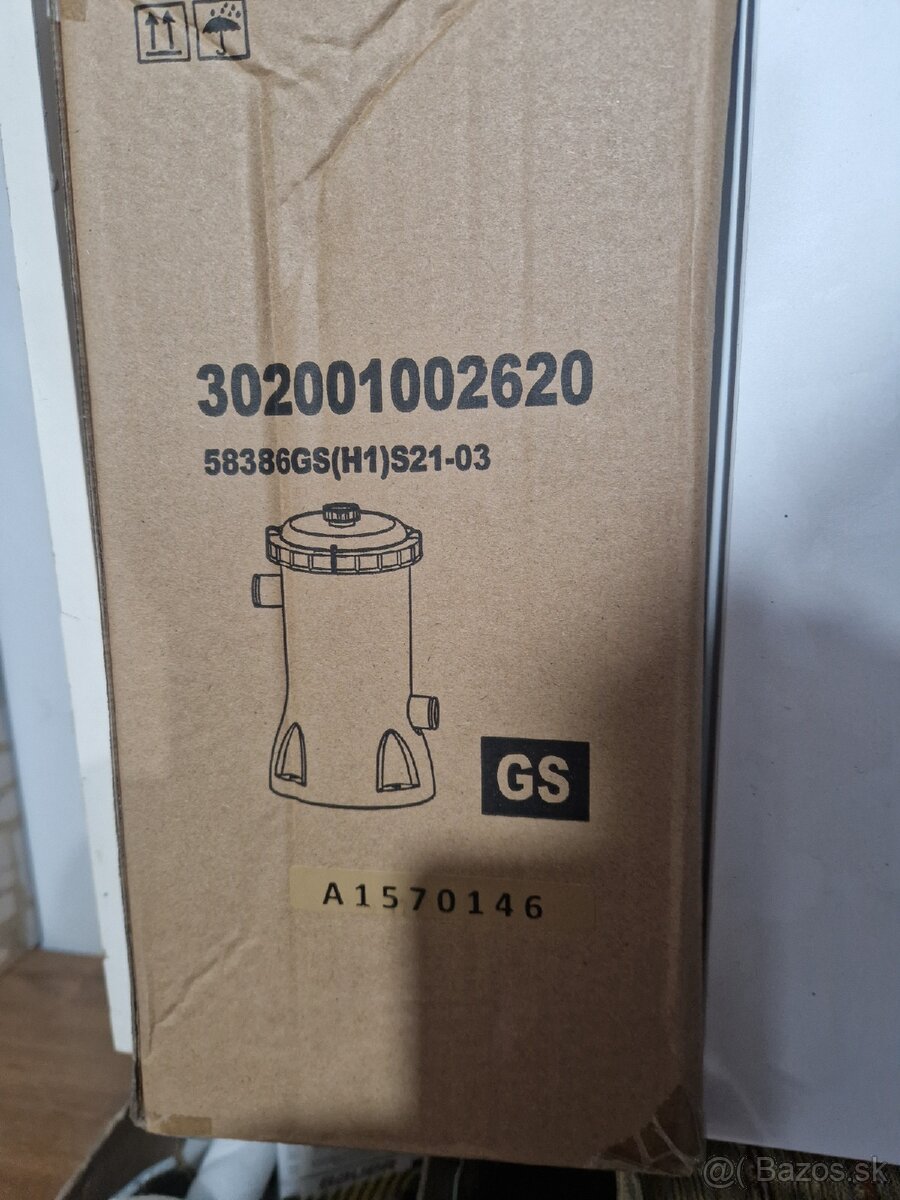 302001002620
58386GS(H1)S21-03
GS
A1570146
@( Bazos.sk